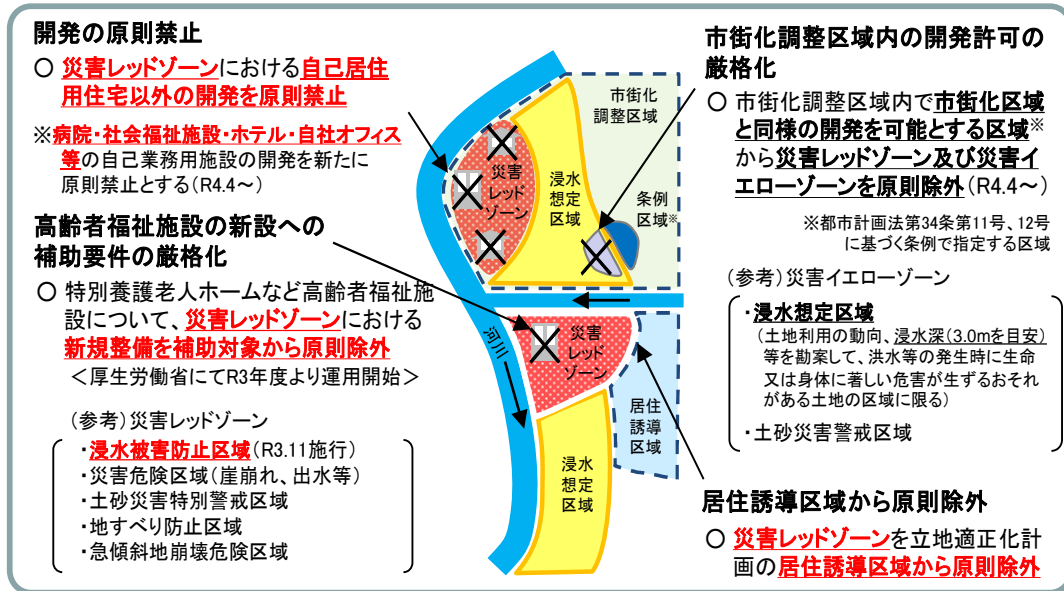 開発の原則禁止
○ 災害レッドゾーンにおける自己居住
用住宅以外の開発を原則禁止
※病院・社会福祉施設・ホテル・自社オフィス
等の自己業務用施設の開発を新たに
原則禁止とする(R4.4～)
高齢者福祉施設の新設への
補助要件の厳格化
○ 特別養護老人ホームなど高齢者福祉施
設について、災害レッドゾーンにおける
新規整備を補助対象から原則除外
＜厚生労働省にてR3年度より運用開始＞
(参考)災害レッドゾーン
・浸水被害防止区域(R3.11施行)
・災害危険区域(崖崩れ、出水等)
・土砂災害特別警戒区域
・地すべり防止区域
・急傾斜地崩壊危険区域
市街化
調整区域
災害
レッド
ゾーン
浸水
想定
区域
条例
区域※
河川
災害
レッド
ゾーン
居住
誘導
区域
浸水
想定
区域
市街化調整区域内の開発許可の
厳格化
○ 市街化調整区域内で市街化区域
と同様の開発を可能とする区域※
から災害レッドゾーン及び災害イ
エローゾーンを原則除外(R4.4～)
※都市計画法第34条第11号、12号
に基づく条例で指定する区域
(参考)災害イエローゾーン
・浸水想定区域
(土地利用の動向、浸水深(3.0mを目安)
等を勘案して、洪水等の発生時に生命
又は身体に著しい危害が生ずるおそれ
がある土地の区域に限る)
・土砂災害警戒区域
居住誘導区域から原則除外
○ 災害レッドゾーンを立地適正化計
画の居住誘導区域から原則除外